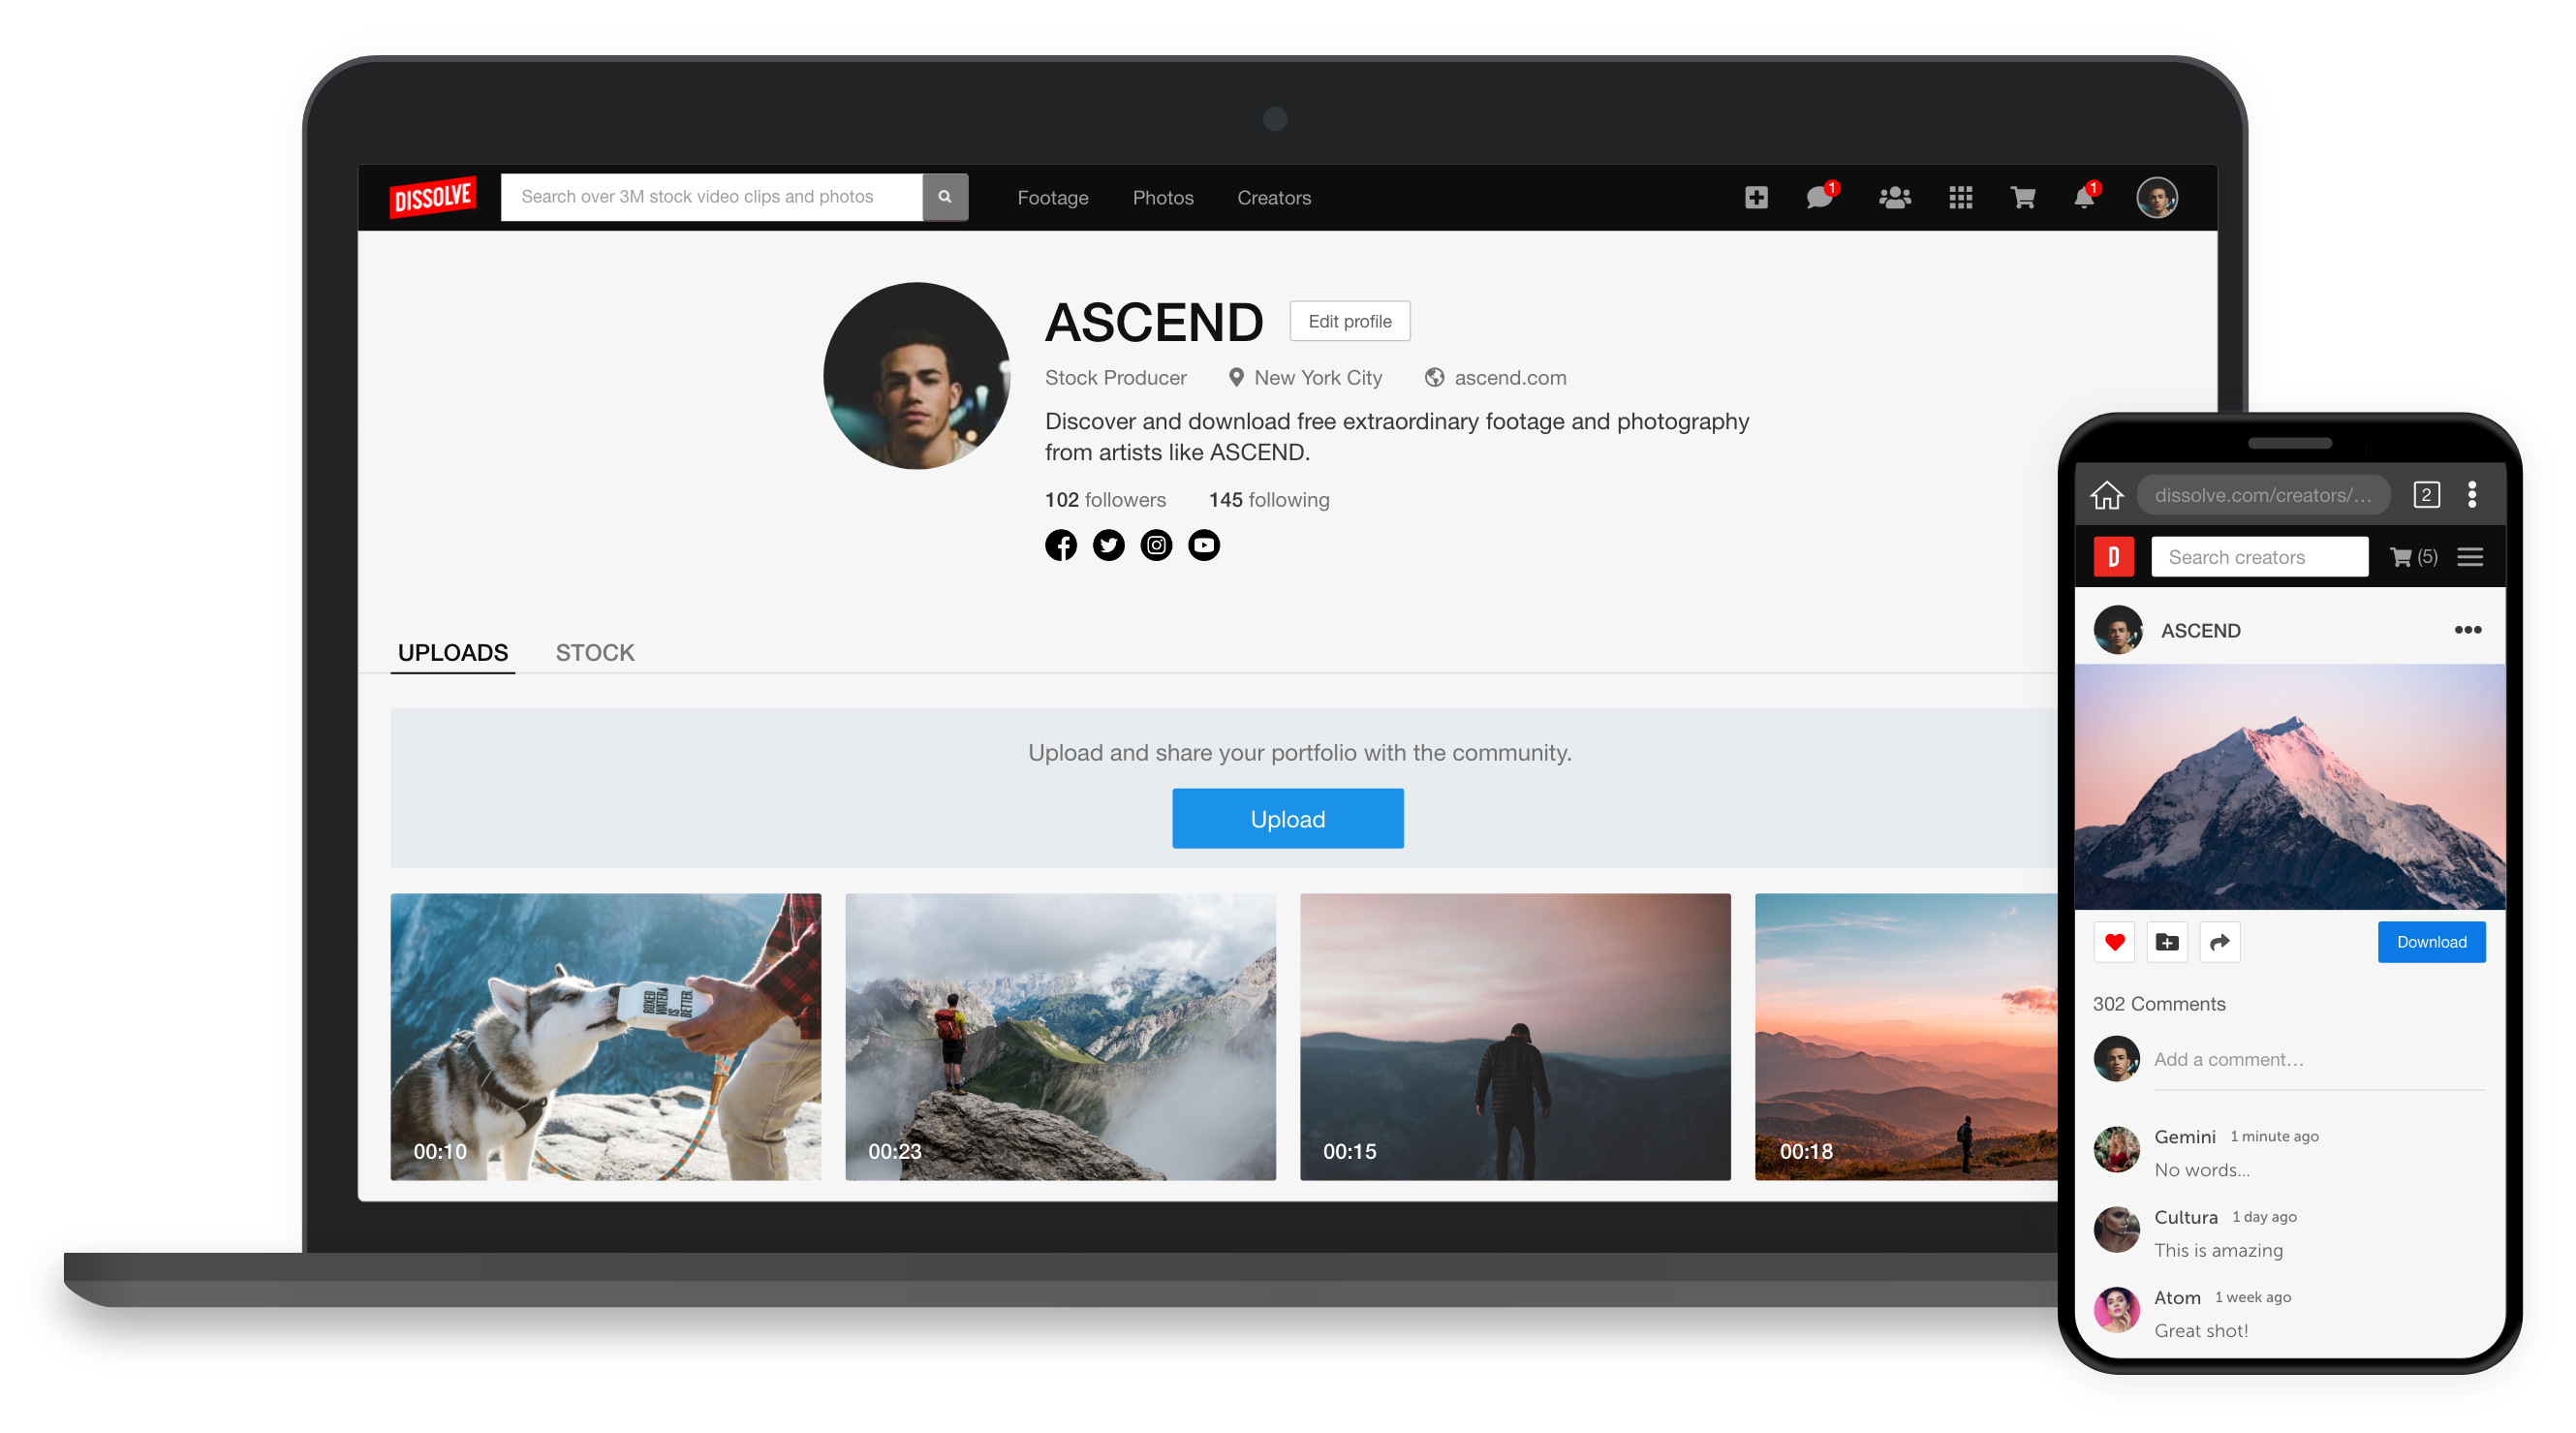 DISSOLVE
Search over 3M stock video clips and photos
Footage Photos Creators
1
1
ASCEND
Edit profile
Stock Producer New York City ascend.com
Discover and download free extraordinary footage and photography
from artists like ASCEND.
102 followers 145 following
UPLOADS STOCK
Upload and share your portfolio with the community.
Upload
BOXED
WATER
IS
BETTER.
00:10
00:23
00:15
00:18
dissolve.com/creators/...
2
D
Search creators
(5)
ASCEND
Download
302 Comments
Add a comment...
Gemini 1 minute ago
No words...
Cultura 1 day ago
This is amazing
Atom 1 week ago
Great shot!